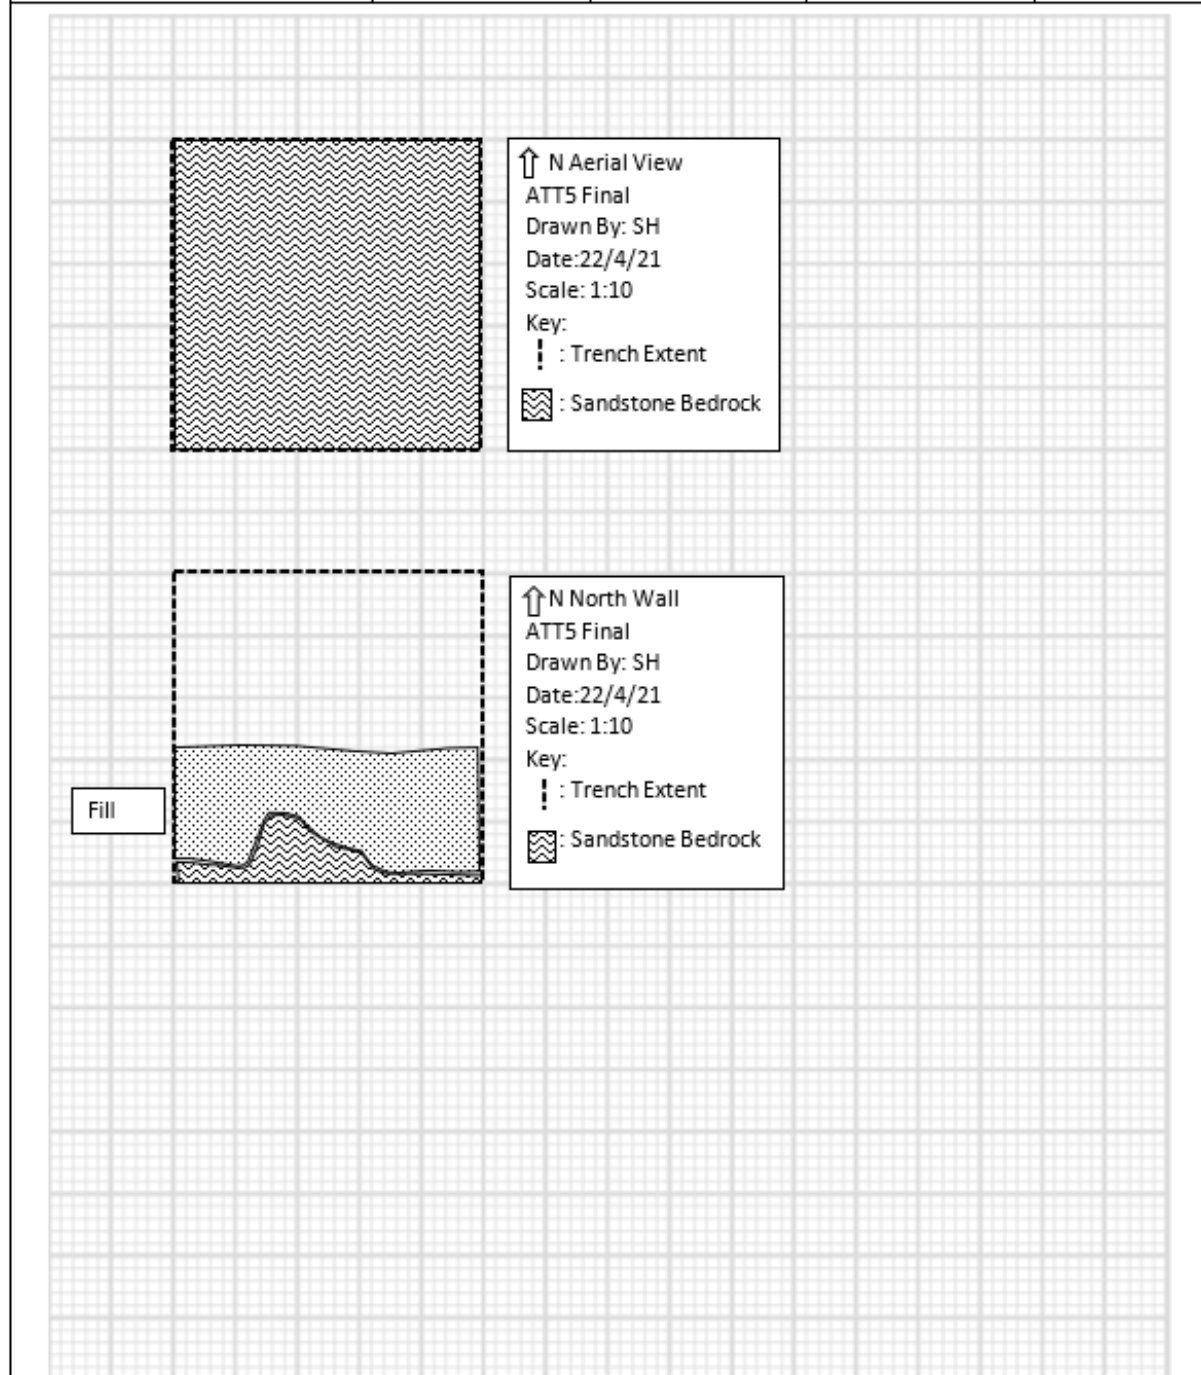 N Aerial View
ATT5 Final
Drawn By: SH
Date:22/4/21
Scale: 1:10
Key:
: Trench Extent
: Sandstone Bedrock
N North Wall
ATT5 Final
Drawn By: SH
Date:22/4/21
Scale: 1:10
Key:
: Trench Extent
: Sandstone Bedrock
Fill